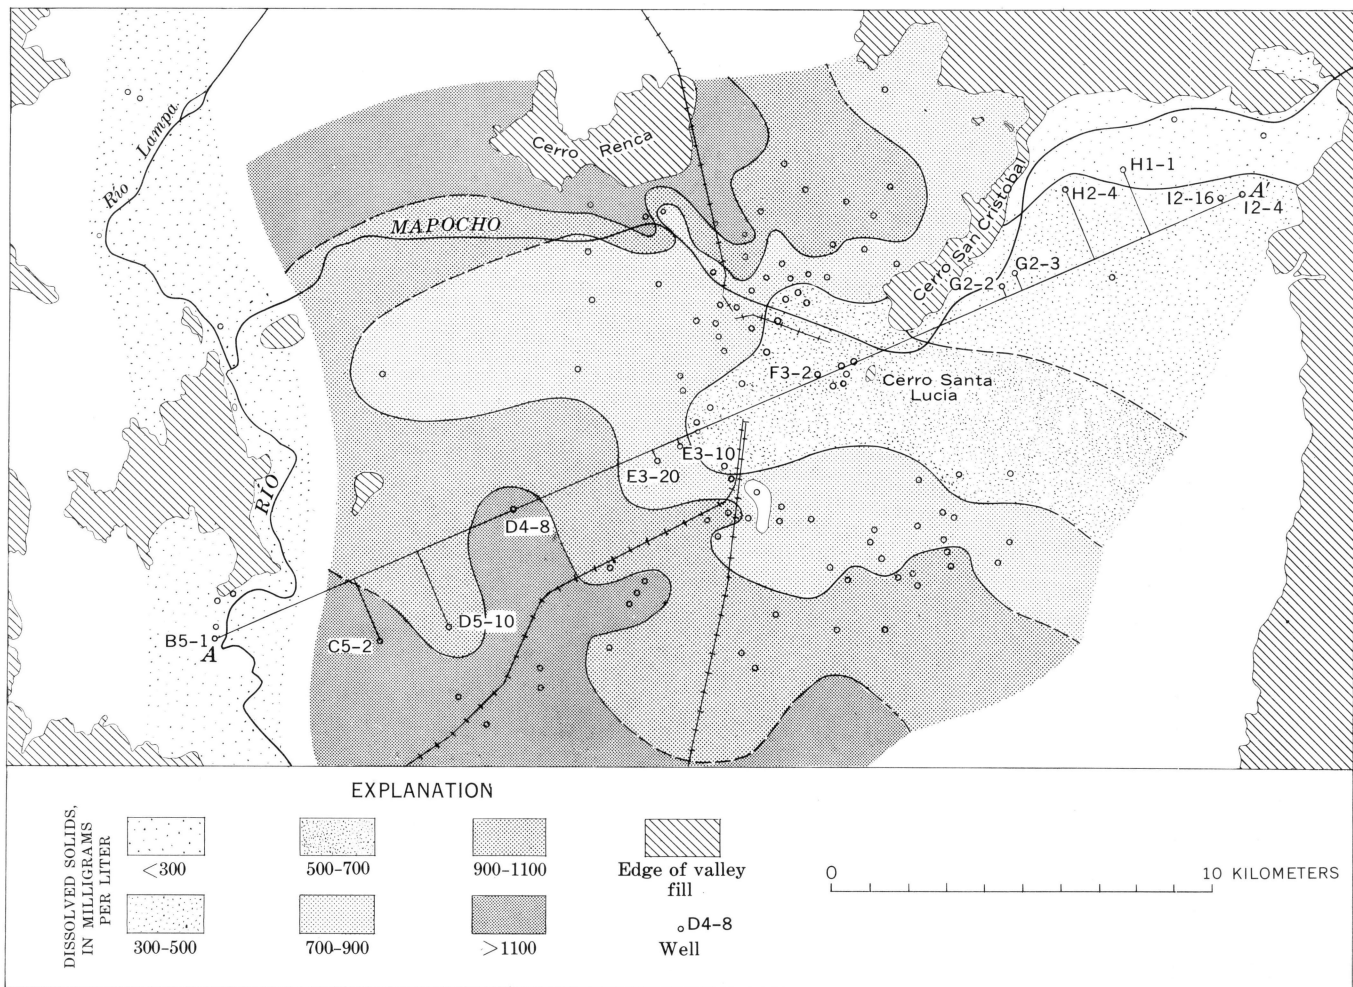 Río Lampa
Cerro Renca
MAPOCHO
Cerro San Cristobal
H1-1
H2-4
I2-16
A'
I2-4
G2-3
G2-2
F3-2
Cerro Santa
Lucia
E3-10
E3-20
RÍO
D4-8
D5-10
B5-1
A
C5-2
EXPLANATION
DISSOLVED SOLIDS,
IN MILLIGRAMS
PER LITER
<300
500-700
900-1100
Edge of valley
fill
300-500
700-900
>1100
D4-8
Well
0
10 KILOMETERS